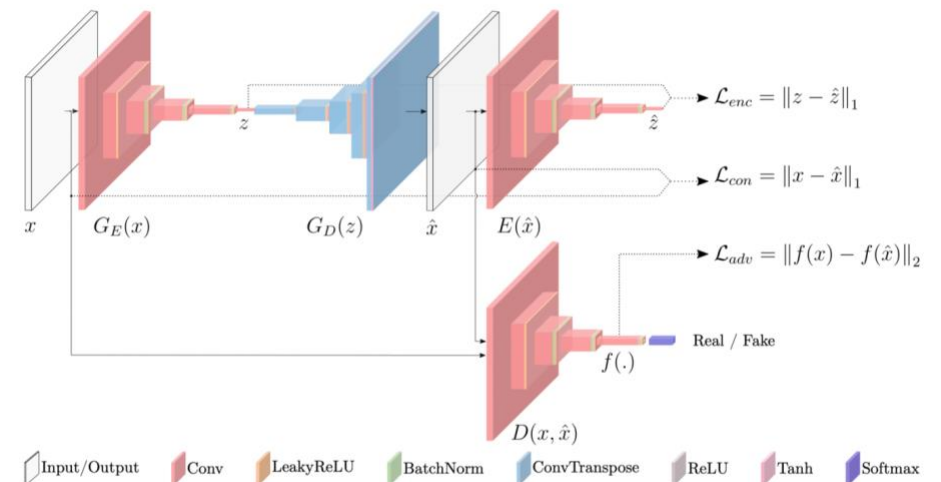 z
ẑ
ℒ_enc = ‖z − ẑ‖₁
ℒ_con = ‖x − x̂‖₁
x
G_E(x)
G_D(z)
x̂
E(x̂)
ℒ_adv = ‖f(x) − f(x̂)‖₂
Real / Fake
f(.)
D(x, x̂)
Input/Output Conv LeakyReLU BatchNorm ConvTranspose ReLU Tanh Softmax